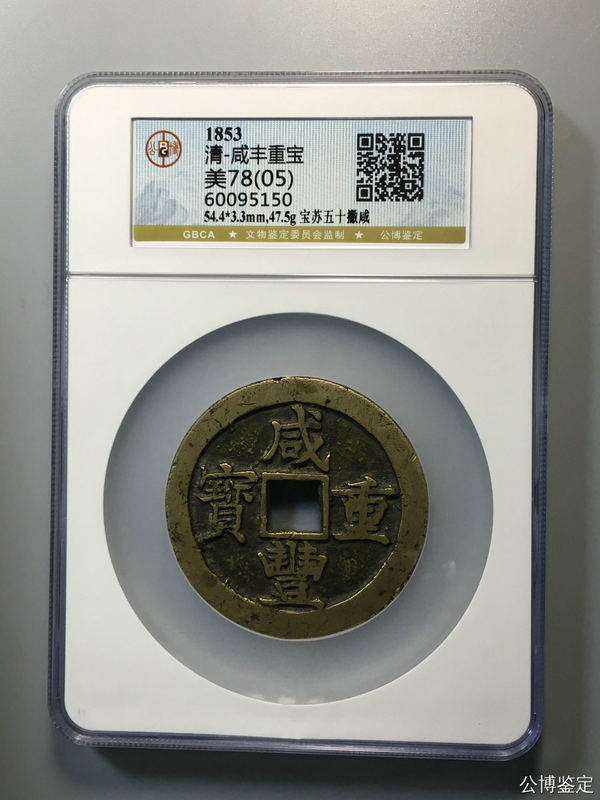 1853
清-咸丰重宝
美78(05)
60095150
54.4*3.3mm,47.5g 宝苏五十撇咸
GBCA ★ 文物鉴定委员会监制 ★ 公博鉴定
公博
咸豐重寶
公博鉴定